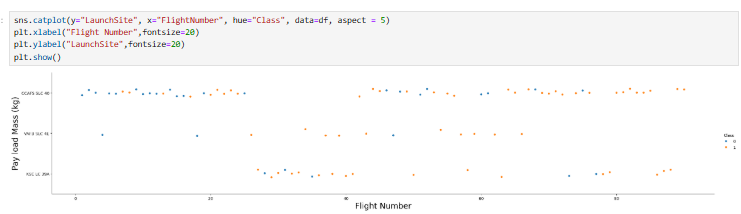 sns.catplot(y="LaunchSite", x="FlightNumber", hue="Class", data=df, aspect = 5)
plt.xlabel("Flight Number",fontsize=20)
plt.ylabel("LaunchSite",fontsize=20)
plt.show()
Pay load Mass (kg)
CCAFS SLC 40
VAFB SLC 4E
KSC LC 39A
0
20
40
60
80
Flight Number
Class
0
1